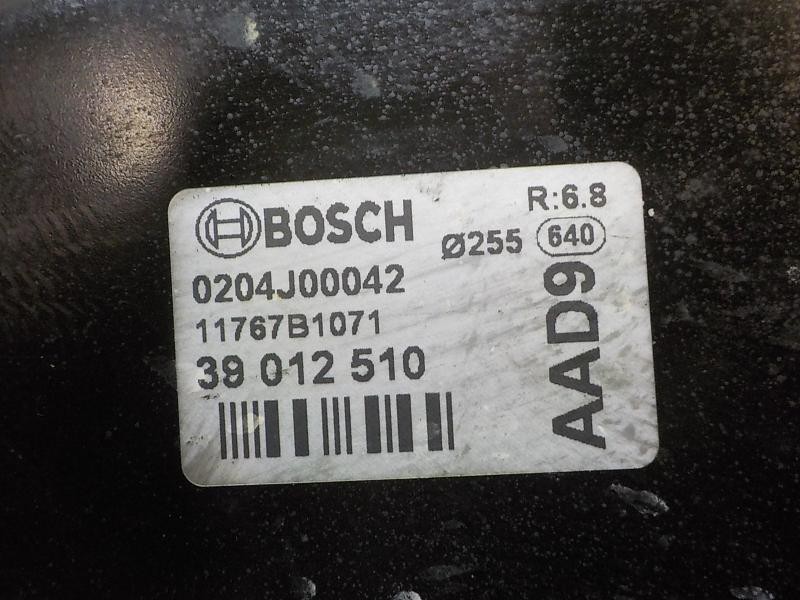 BOSCH
R:6.8
Ø255 640
0204J00042
11767B1071
39 012 510
AAD9